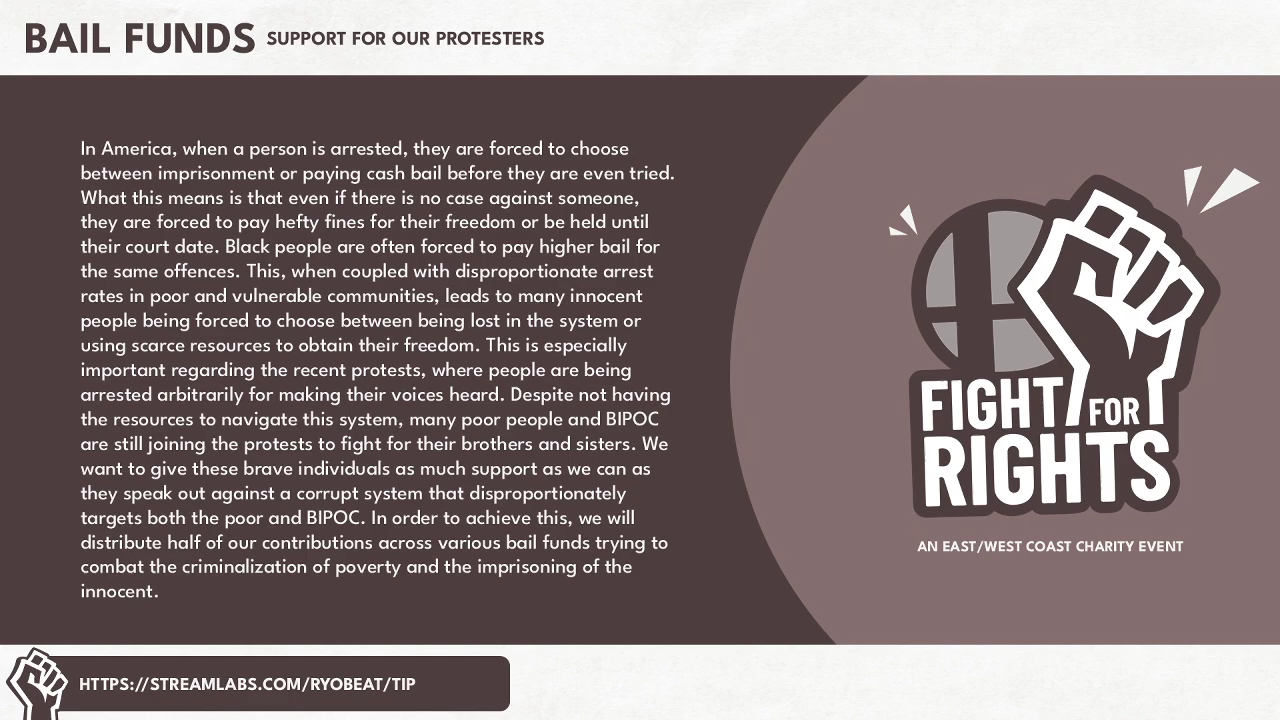 BAIL FUNDS SUPPORT FOR OUR PROTESTERS
In America, when a person is arrested, they are forced to choose
between imprisonment or paying cash bail before they are even tried.
What this means is that even if there is no case against someone,
they are forced to pay hefty fines for their freedom or be held until
their court date. Black people are often forced to pay higher bail for
the same offences. This, when coupled with disproportionate arrest
rates in poor and vulnerable communities, leads to many innocent
people being forced to choose between being lost in the system or
using scarce resources to obtain their freedom. This is especially
important regarding the recent protests, where people are being
arrested arbitrarily for making their voices heard. Despite not having
the resources to navigate this system, many poor people and BIPOC
are still joining the protests to fight for their brothers and sisters. We
want to give these brave individuals as much support as we can as
they speak out against a corrupt system that disproportionately
targets both the poor and BIPOC. In order to achieve this, we will
distribute half of our contributions across various bail funds trying to
combat the criminalization of poverty and the imprisoning of the
innocent.
FIGHT FOR
RIGHTS
AN EAST/WEST COAST CHARITY EVENT
HTTPS://STREAMLABS.COM/RYOBEAT/TIP